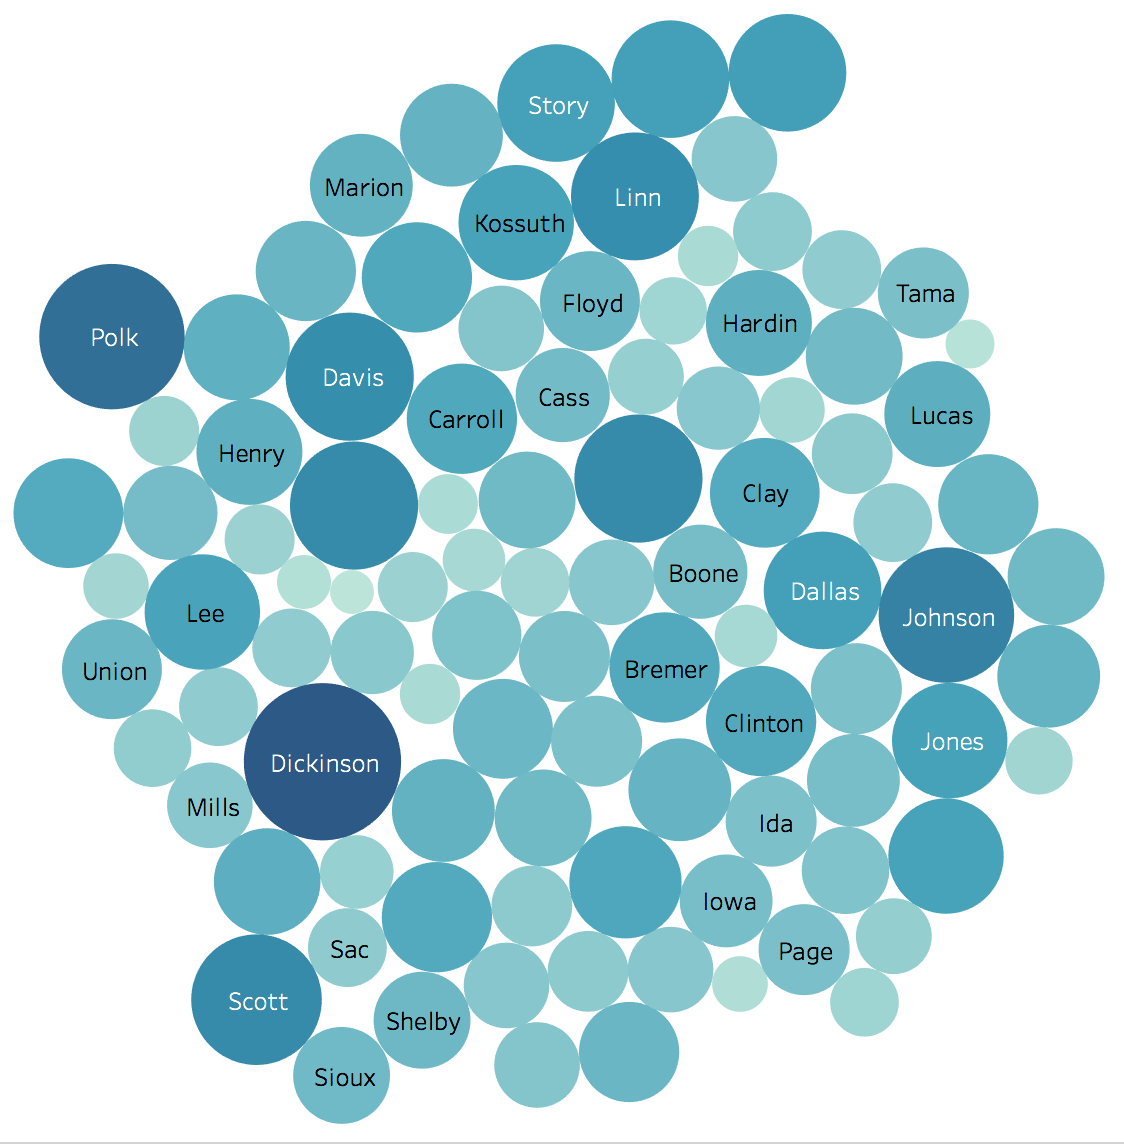 Story
Marion
Linn
Kossuth
Tama
Floyd
Hardin
Polk
Davis
Cass
Carroll
Lucas
Henry
Clay
Boone
Dallas
Lee
Johnson
Union
Bremer
Clinton
Jones
Dickinson
Mills
Ida
Iowa
Sac
Page
Scott
Shelby
Sioux